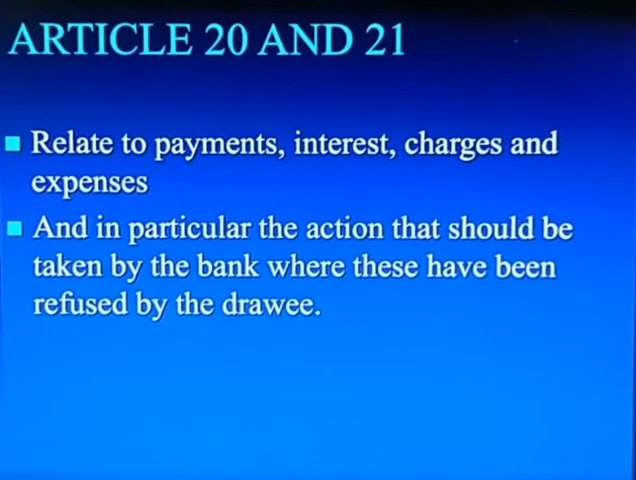 ARTICLE 20 AND 21
Relate to payments, interest, charges and
expenses
And in particular the action that should be
taken by the bank where these have been
refused by the drawee.